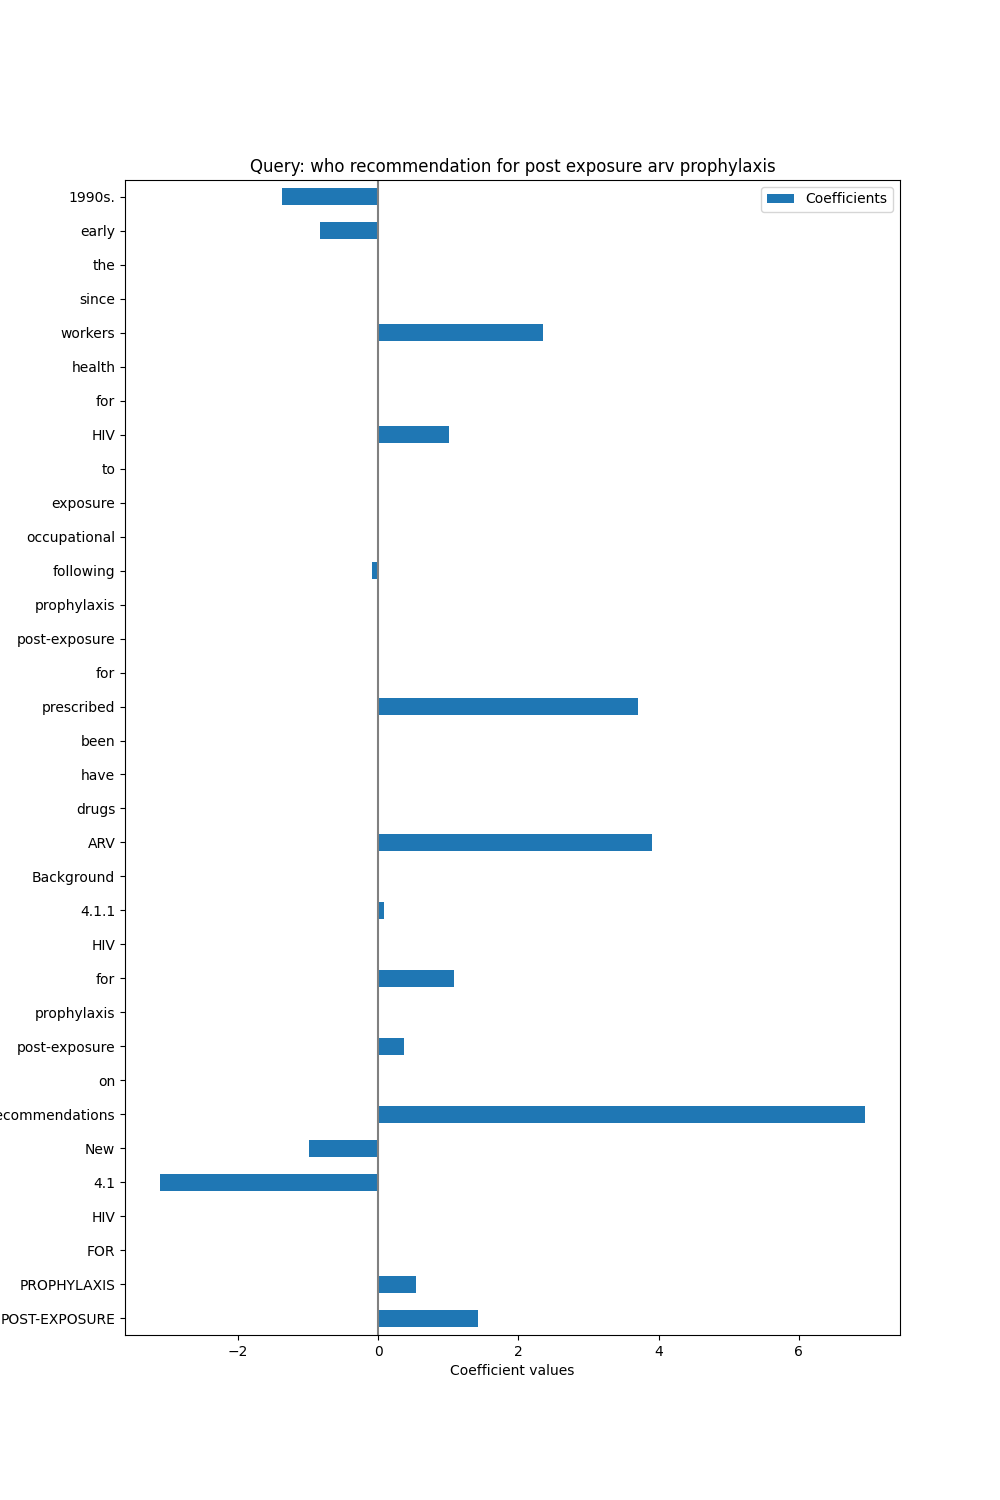 Query: who recommendation for post exposure arv prophylaxis
Coefficients
1990s.
early
the
since
workers
health
for
HIV
to
exposure
occupational
following
prophylaxis
post-exposure
for
prescribed
been
have
drugs
ARV
Background
4.1.1
HIV
for
prophylaxis
post-exposure
on
ecommendations
New
4.1
HIV
FOR
PROPHYLAXIS
POST-EXPOSURE
−2 0 2 4 6
Coefficient values